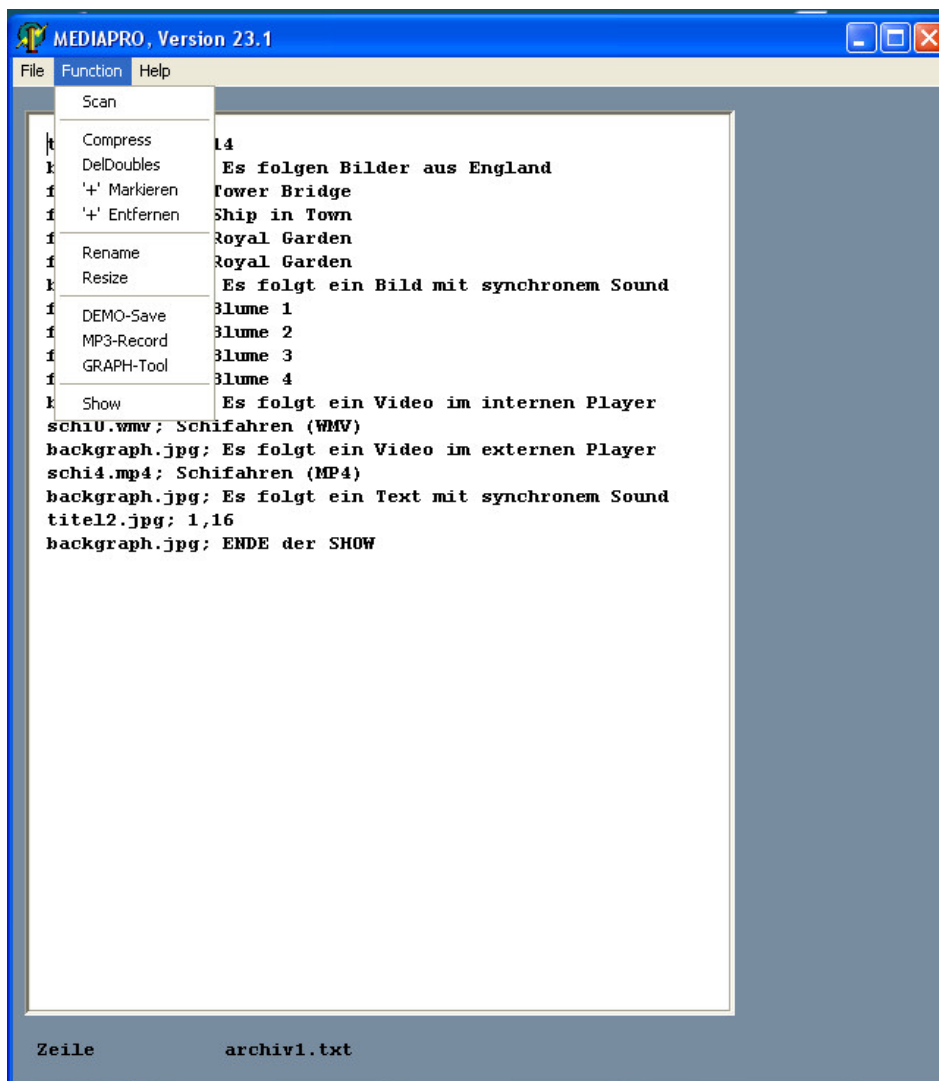 MEDIAPRO, Version 23.1
File Function Help
Scan
Compress
DelDoubles
'+' Markieren
'+' Entfernen
Rename
Resize
DEMO-Save
MP3-Record
GRAPH-Tool
Show
14
Es folgen Bilder aus England
Tower Bridge
Ship in Town
Royal Garden
Royal Garden
Es folgt ein Bild mit synchronem Sound
Blume 1
Blume 2
Blume 3
Blume 4
Es folgt ein Video im internen Player
schi0.wmv; Schifahren (WMV)
backgraph.jpg; Es folgt ein Video im externen Player
schi4.mp4; Schifahren (MP4)
backgraph.jpg; Es folgt ein Text mit synchronem Sound
titel2.jpg; 1,16
backgraph.jpg; ENDE der SHOW
Zeile archiv1.txt